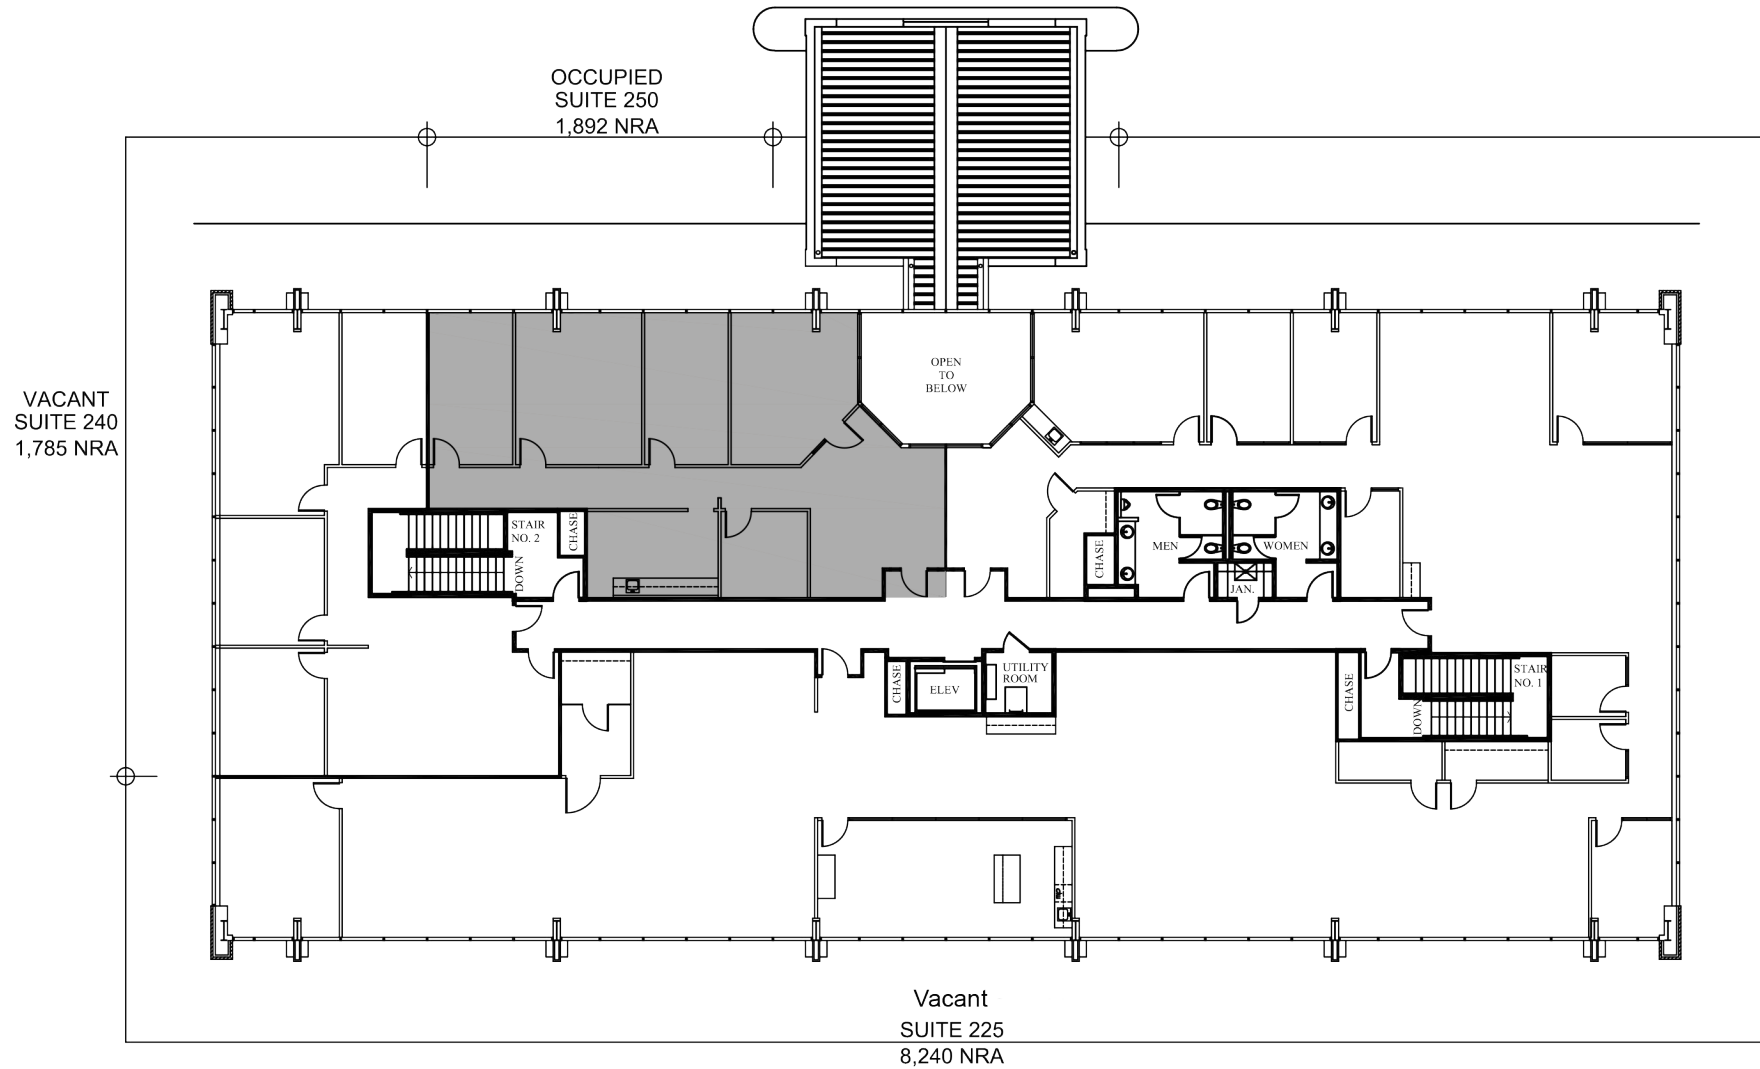 OCCUPIED
SUITE 250
1,892 NRA
VACANT
SUITE 240
1,785 NRA
OPEN
TO
BELOW
STAIR
NO. 2
CHASE
DOWN
CHASE
MEN
WOMEN
JAN.
CHASE
ELEV
UTILITY
ROOM
CHASE
STAIR
NO. 1
DOWN
Vacant
SUITE 225
8,240 NRA